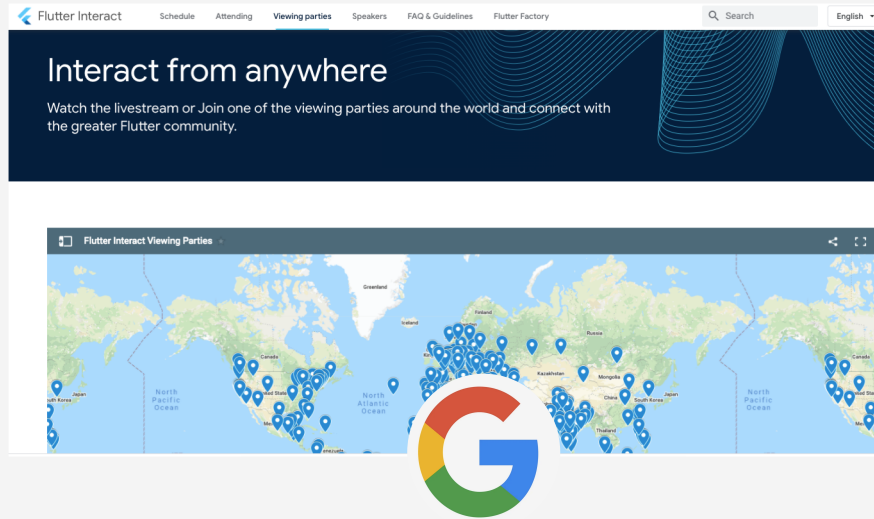 Flutter Interact
Schedule
Attending
Viewing parties
Speakers
FAQ & Guidelines
Flutter Factory
Search
English
Interact from anywhere
Watch the livestream or Join one of the viewing parties around the world and connect with
the greater Flutter community.
Flutter Interact Viewing Parties
Greenland
Iceland
Finland
Russia
Canada
Canada
Kazakhstan
Mongolia
Japan
North
Pacific
Ocean
North
Atlantic
Ocean
China
South Korea
Japan
North
Pacific
Ocean
Thailand